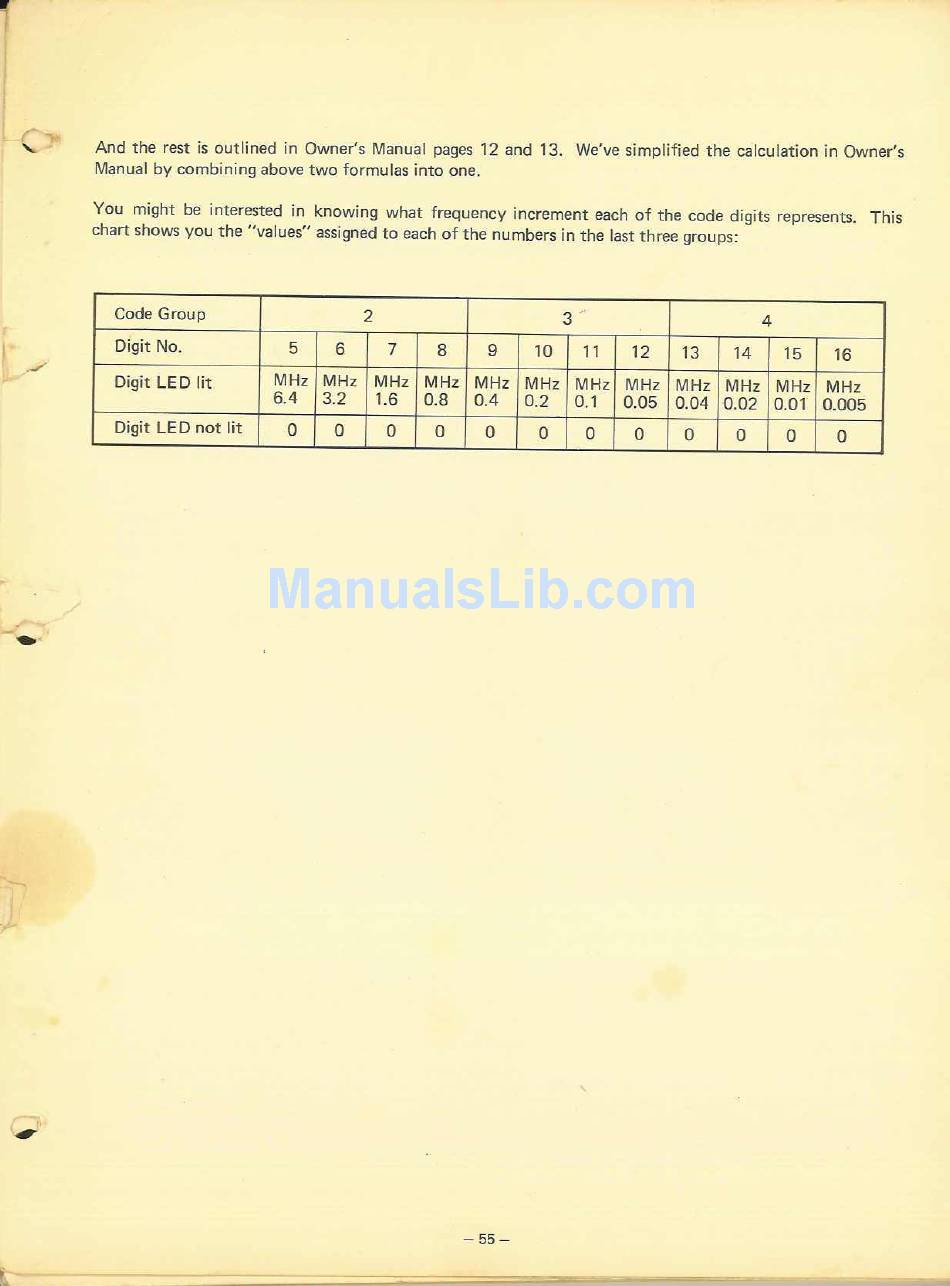 And the rest is outlined in Owner's Manual pages 12 and 13. We've simplified the calculation in Owner's
Manual by combining above two formulas into one.
You might be interested in knowing what frequency increment each of the code digits represents. This
chart shows you the "values" assigned to each of the numbers in the last three groups:
Code Group 2 3 4
Digit No. 5 6 7 8 9 10 11 12 13 14 15 16
Digit LED lit MHz MHz MHz MHz MHz MHz MHz MHz MHz MHz MHz MHz
6.4 3.2 1.6 0.8 0.4 0.2 0.1 0.05 0.04 0.02 0.01 0.005
Digit LED not lit 0 0 0 0 0 0 0 0 0 0 0 0
ManualsLib.com
– 55 –